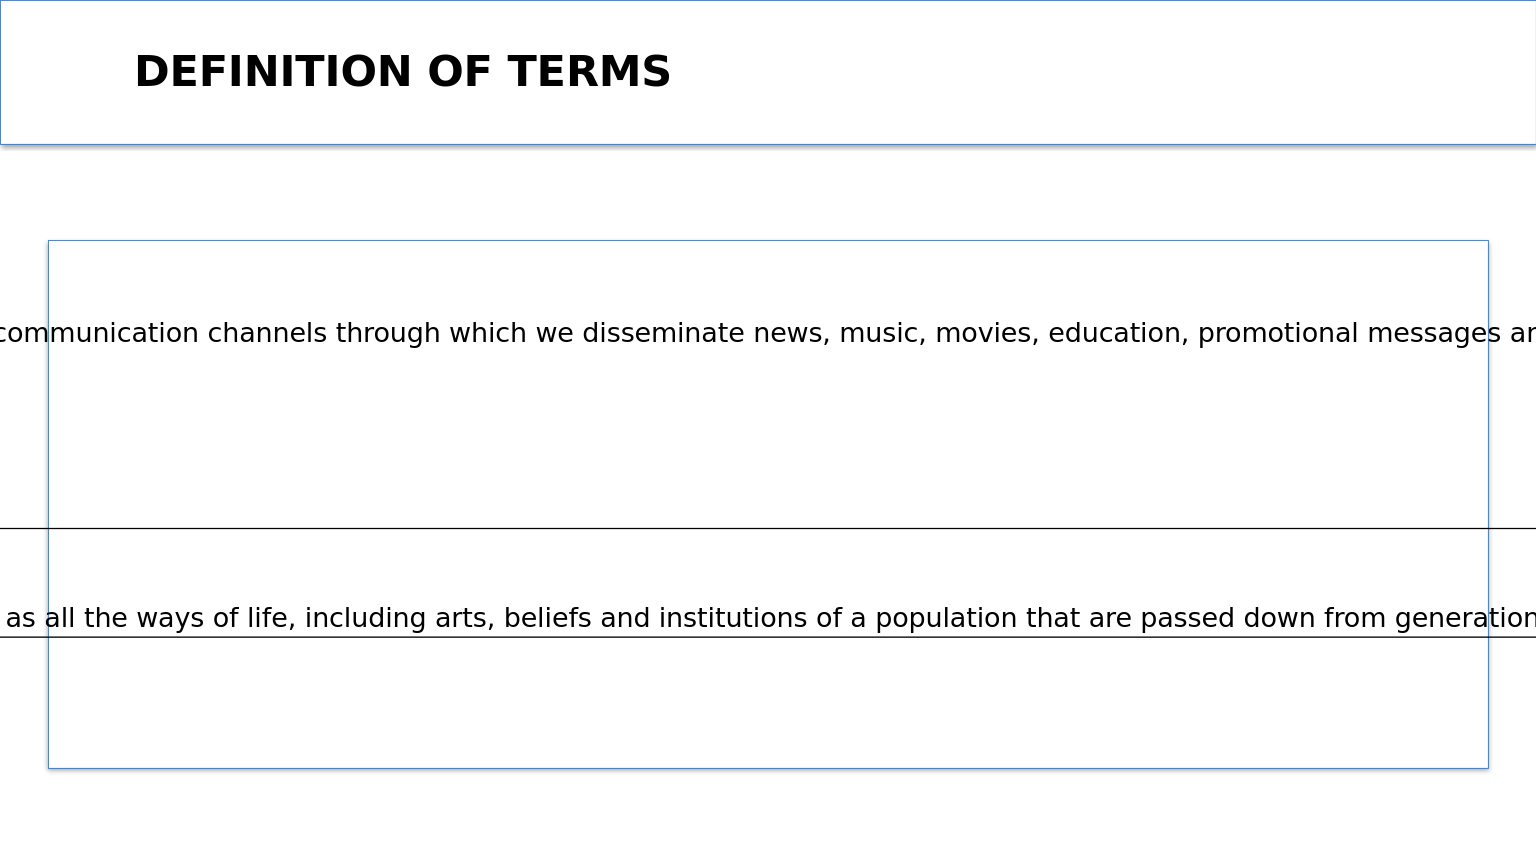 DEFINITION OF TERMS
communication channels through which we disseminate news, music, movies, education, promotional messages
as all the ways of life, including arts, beliefs and institutions of a population that are passed down from generation